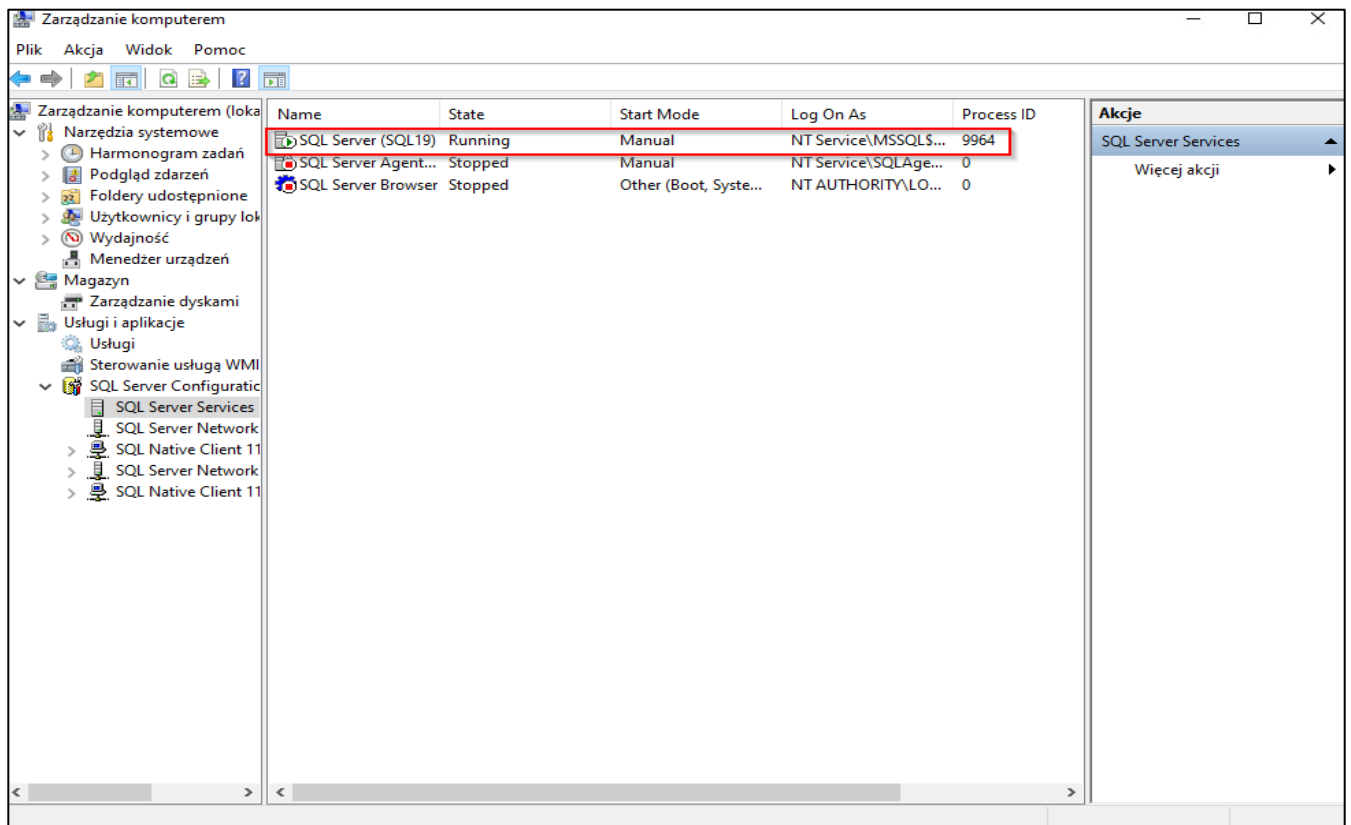 Zarządzanie komputerem
Plik Akcja Widok Pomoc
Zarządzanie komputerem (loka
Narzędzia systemowe
Harmonogram zadań
Podgląd zdarzeń
Foldery udostępnione
Użytkownicy i grupy lok
Wydajność
Menedżer urządzeń
Magazyn
Zarządzanie dyskami
Usługi i aplikacje
Usługi
Sterowanie usługą WMI
SQL Server Configuratic
SQL Server Services
SQL Server Network
SQL Native Client 11
SQL Server Network
SQL Native Client 11
Name State Start Mode Log On As Process ID
SQL Server (SQL19) Running Manual NT Service\MSSQL$... 9964
SQL Server Agent... Stopped Manual NT Service\SQLAge... 0
SQL Server Browser Stopped Other (Boot, Syste... NT AUTHORITY\LO... 0
Akcje
SQL Server Services
Więcej akcji